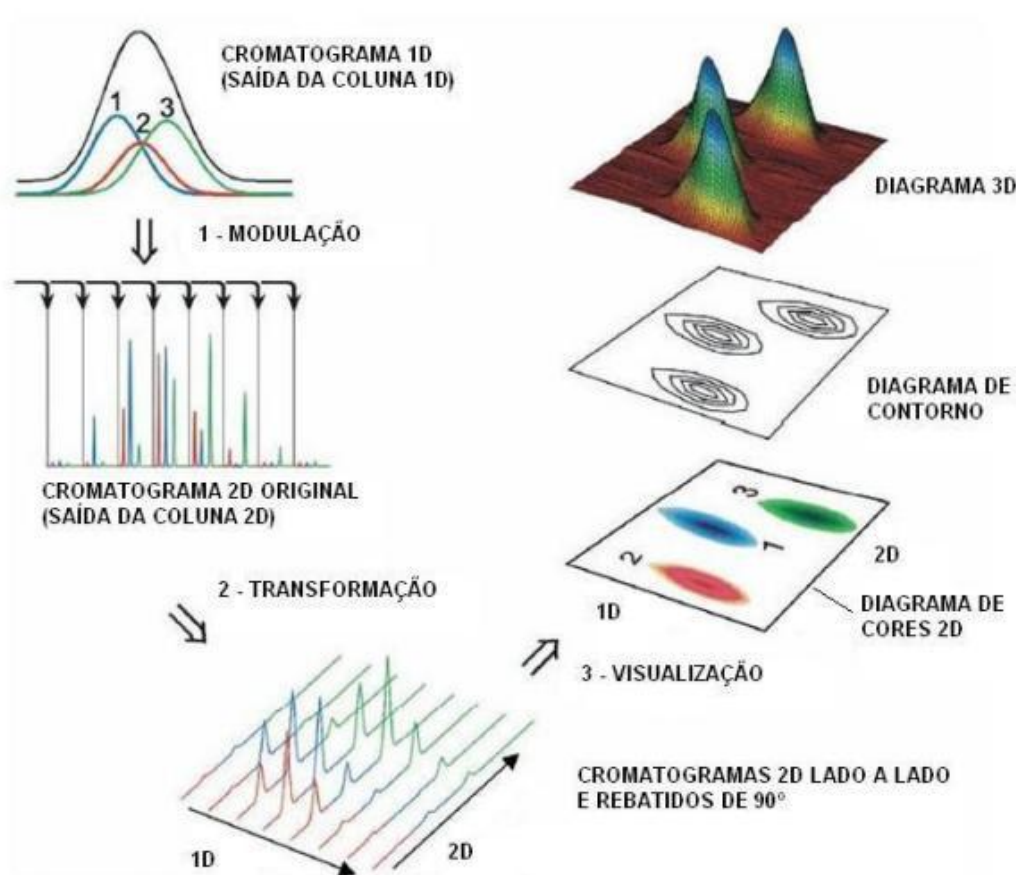 CROMATOGRAMA 1D
(SAÍDA DA COLUNA 1D)
1
2
3
1 - MODULAÇÃO
CROMATOGRAMA 2D ORIGINAL
(SAÍDA DA COLUNA 2D)
2 - TRANSFORMAÇÃO
1D
2D
CROMATOGRAMAS 2D LADO A LADO
E REBATIDOS DE 90°
3 - VISUALIZAÇÃO
DIAGRAMA 3D
DIAGRAMA DE
CONTORNO
3
1
2
1D
2D
DIAGRAMA DE
CORES 2D